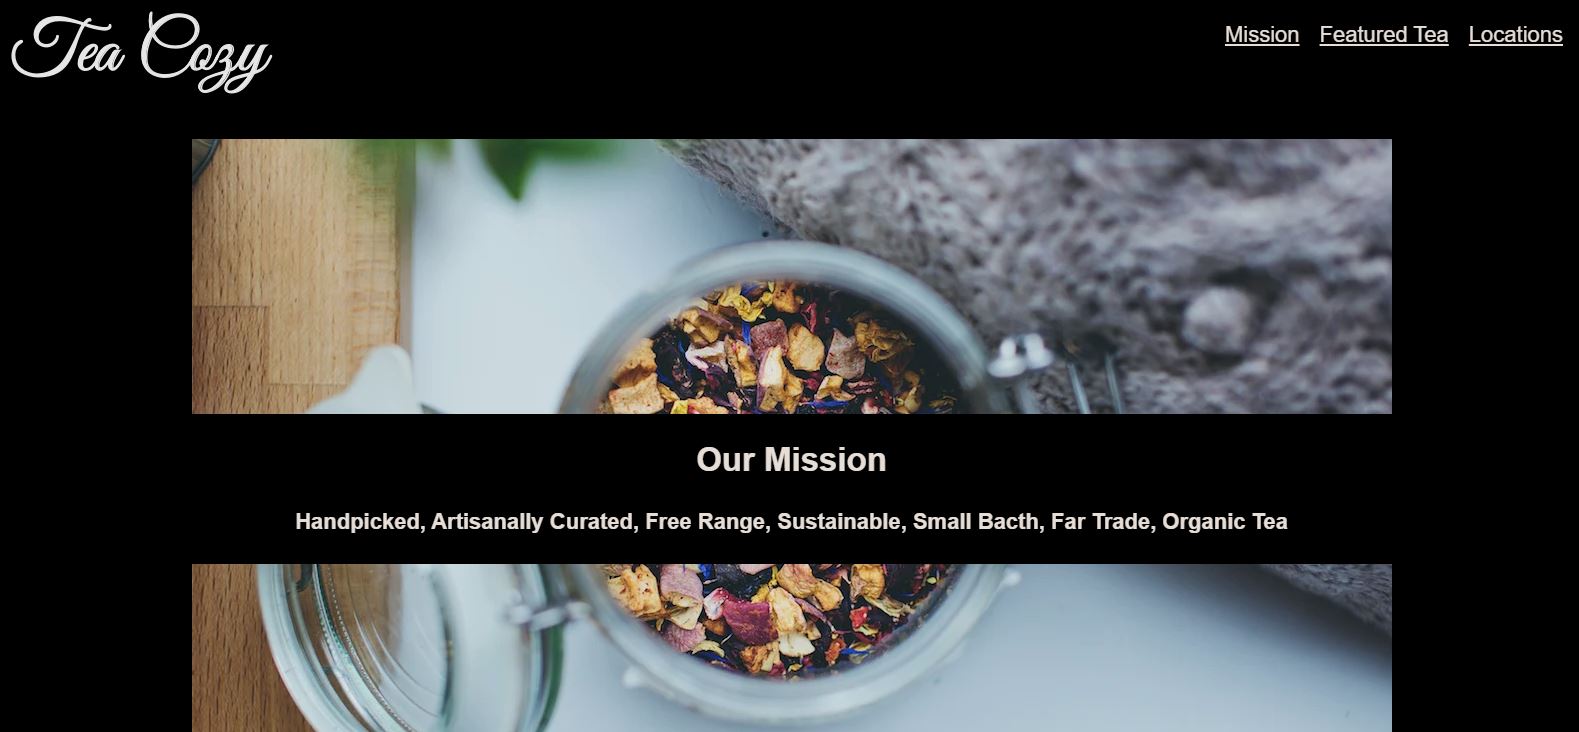 Tea Cozy
Mission Featured Tea Locations
Our Mission
Handpicked, Artisanally Curated, Free Range, Sustainable, Small Bacth, Far Trade, Organic Tea